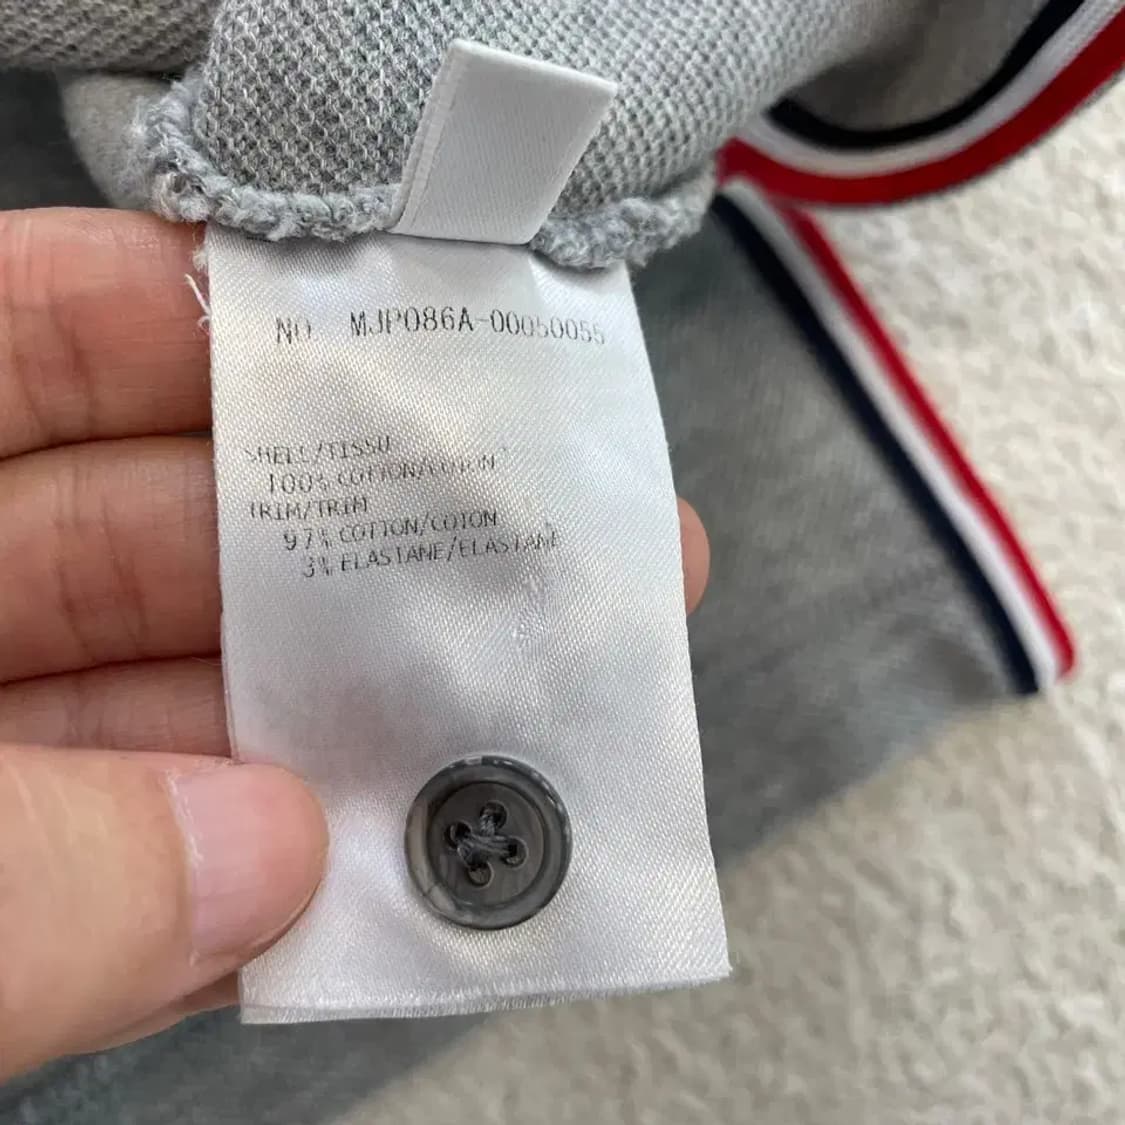 NO. MJP086A-00050055
SHELL/TISSU
100% COTTON/COTON
TRIM/TRIM
97% COTTON/COTON
3% ELASTANE/ELASTANE